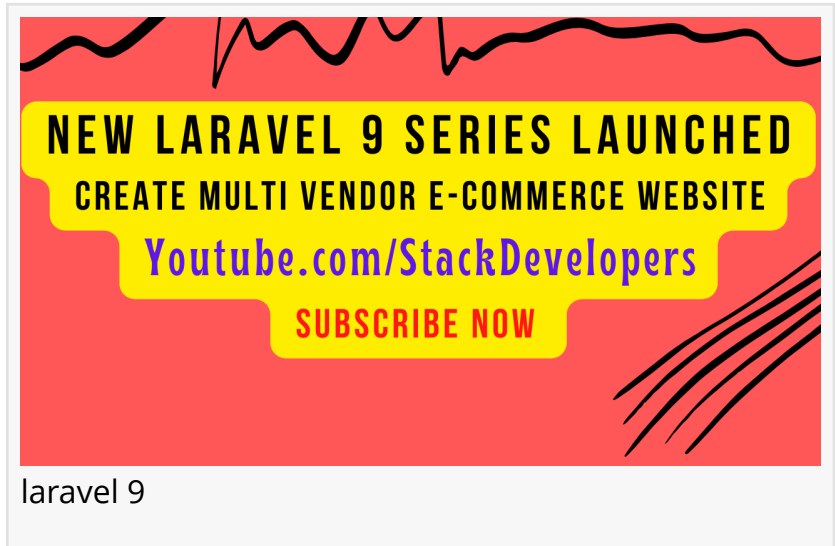 NEW LARAVEL 9 SERIES LAUNCHED
CREATE MULTI VENDOR E-COMMERCE WEBSITE
Youtube.com/StackDevelopers
SUBSCRIBE NOW
laravel 9